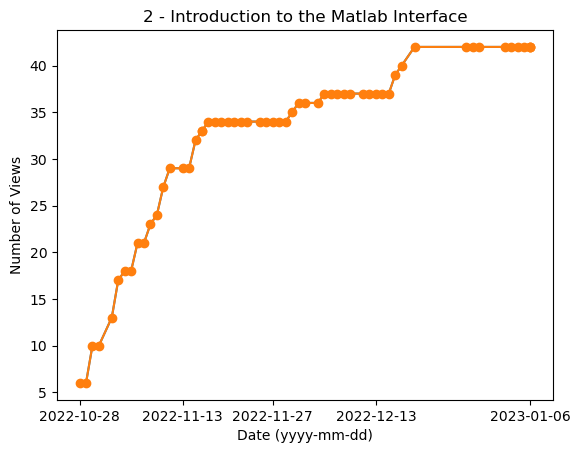 2 - Introduction to the Matlab Interface
Number of Views
40
35
30
25
20
15
10
5
2022-10-28 2022-11-13 2022-11-27 2022-12-13 2023-01-06
Date (yyyy-mm-dd)